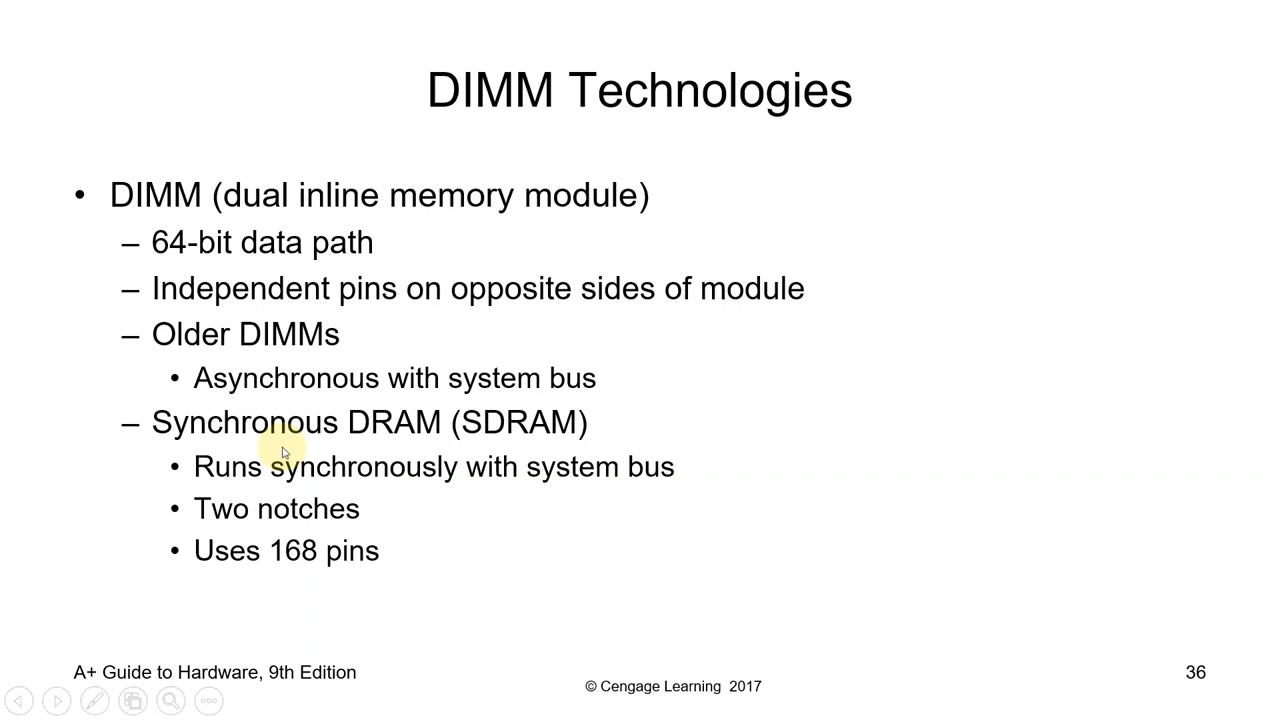 DIMM Technologies
• DIMM (dual inline memory module)
– 64-bit data path
– Independent pins on opposite sides of module
– Older DIMMs
• Asynchronous with system bus
– Synchronous DRAM (SDRAM)
• Runs synchronously with system bus
• Two notches
• Uses 168 pins
A+ Guide to Hardware, 9th Edition
© Cengage Learning 2017
36